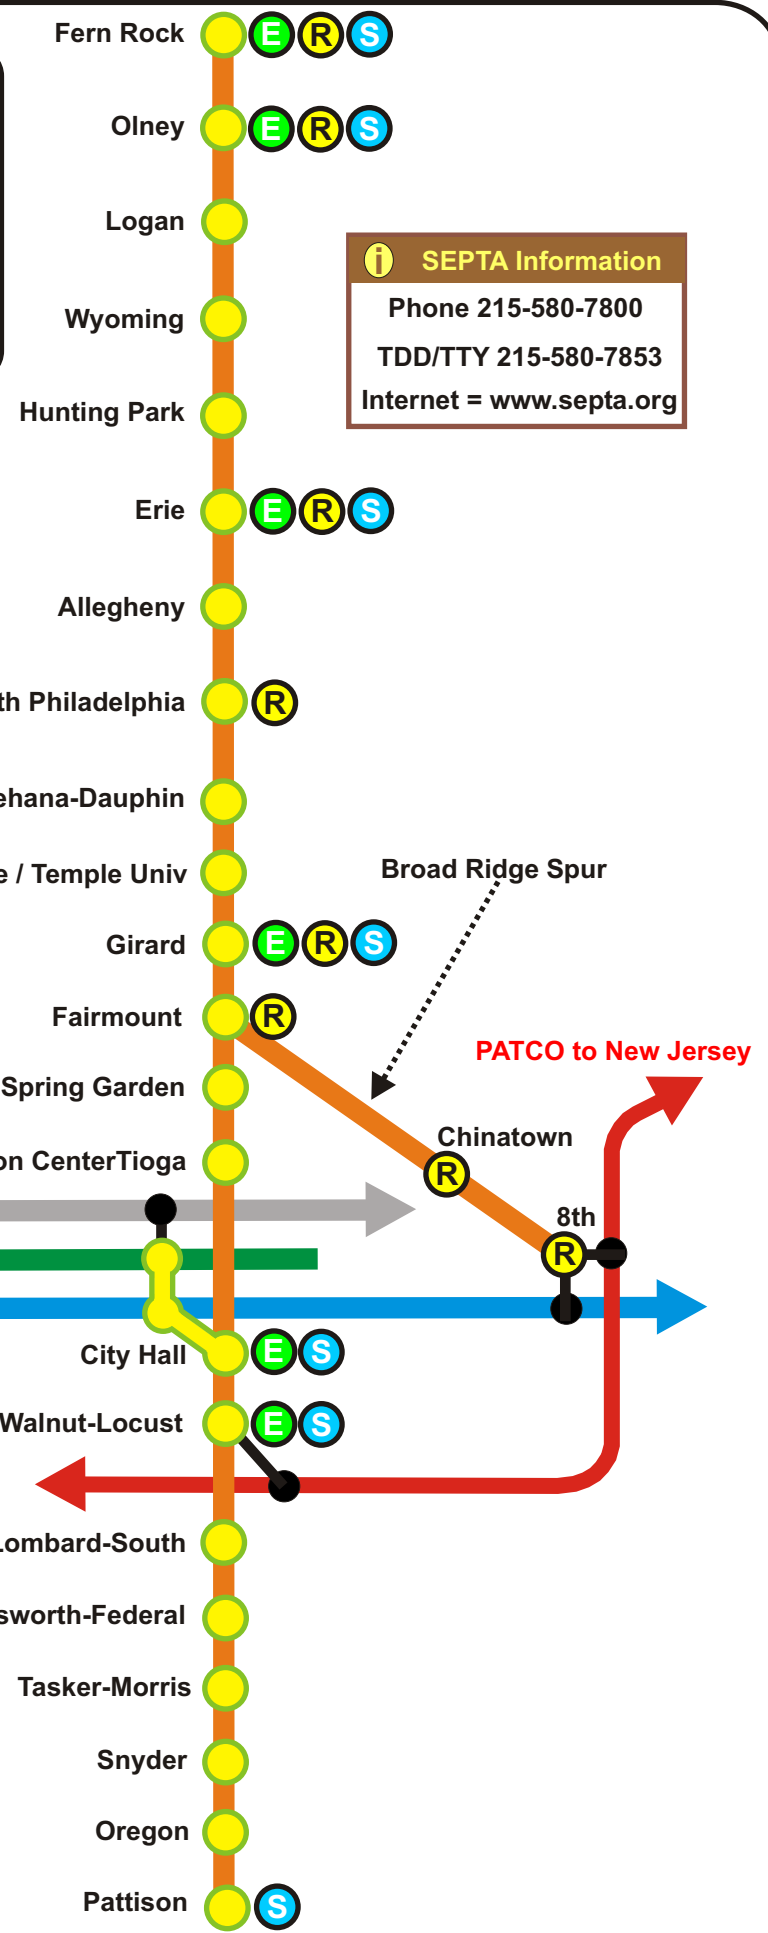 Fern Rock E R S
Olney E R S
Logan
SEPTA Information
Phone 215-580-7800
TDD/TTY 215-580-7853
Internet = www.septa.org
Wyoming
Hunting Park
Erie E R S
Allegheny
th Philadelphia R
ehana-Dauphin
e / Temple Univ
Broad Ridge Spur
Girard E R S
Fairmount R
PATCO to New Jersey
Spring Garden
Chinatown
R
on CenterTioga
8th
R
City Hall E S
Walnut-Locust E S
Lombard-South
sworth-Federal
Tasker-Morris
Snyder
Oregon
Pattison S